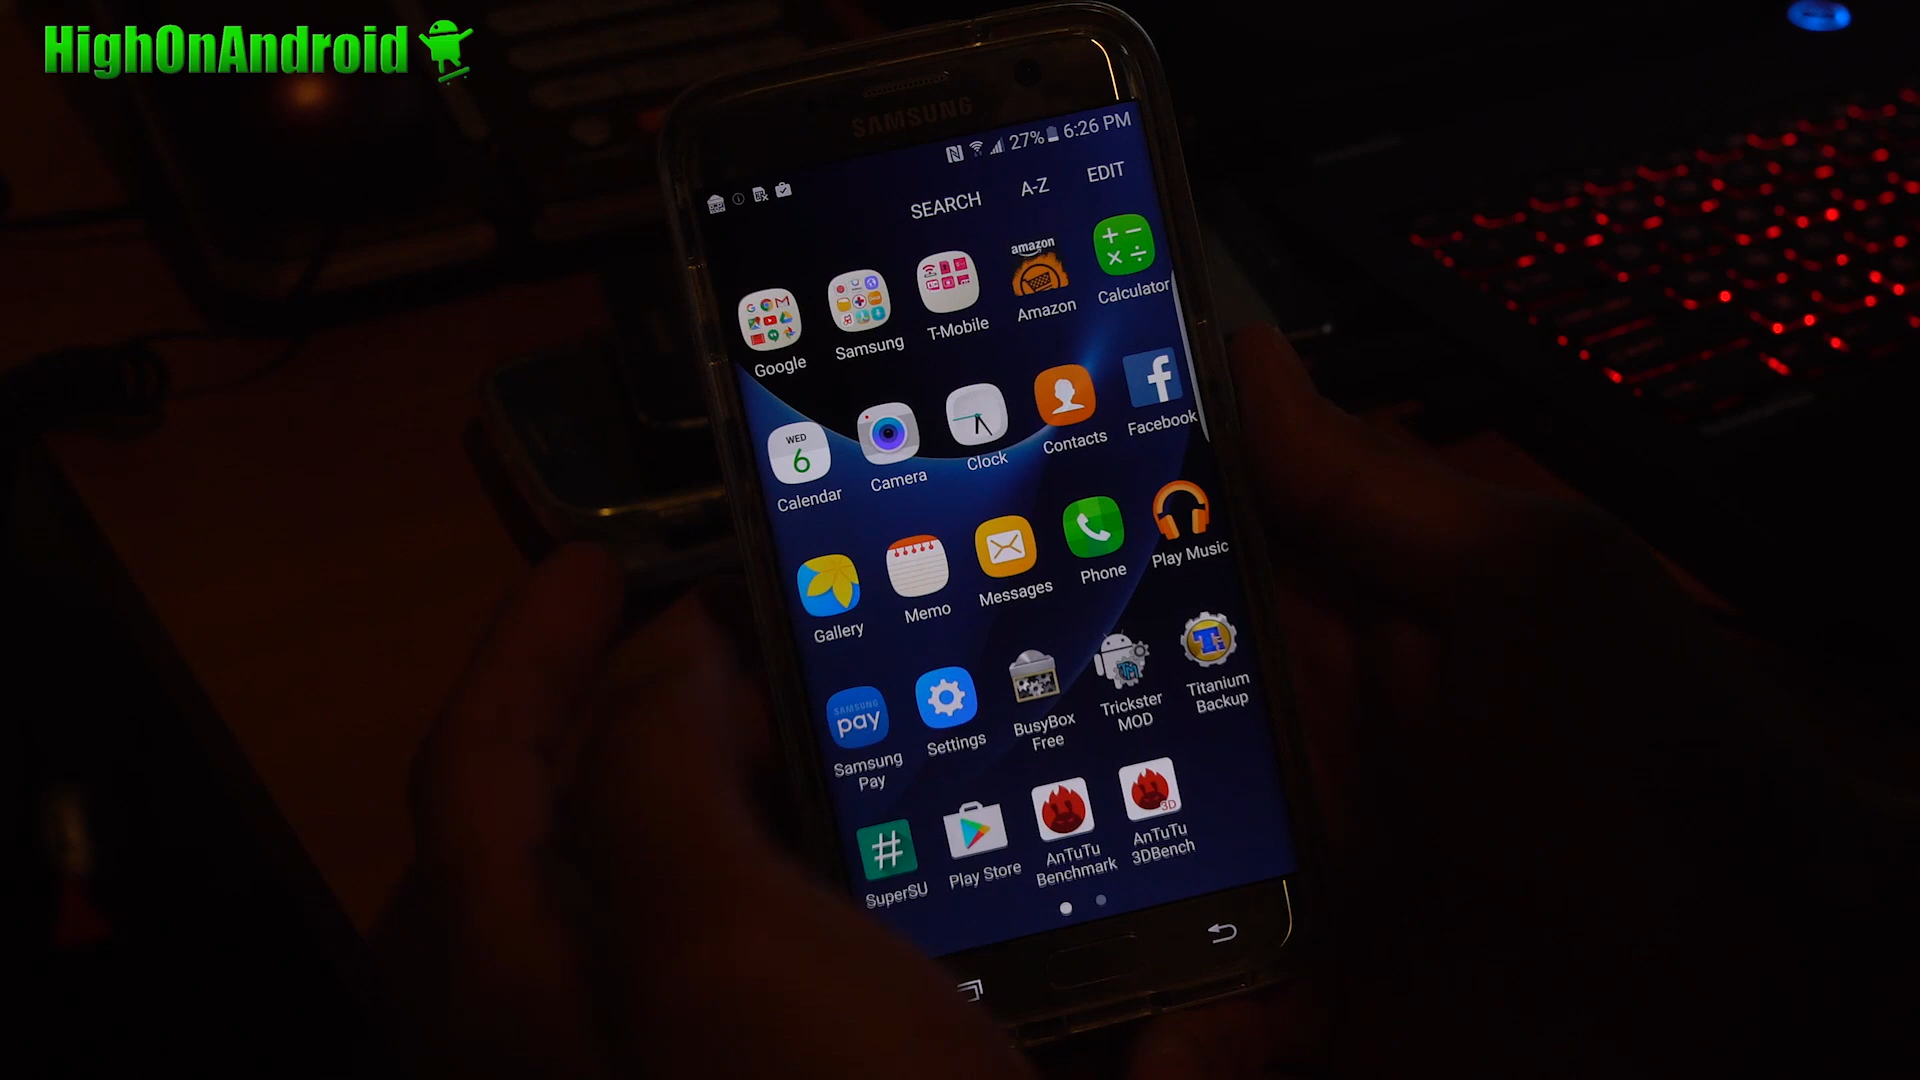 HighOnAndroid
SAMSUNG
27% 6:26 PM
SEARCH A-Z EDIT
amazon
Google Samsung T-Mobile Amazon Calculator
WED
6
Calendar Camera Clock Contacts Facebook
Gallery Memo Messages Phone Play Music
SAMSUNG
pay
Samsung
Pay
Settings
BusyBox
Free
Trickster
MOD
Titanium
Backup
SuperSU
Play Store
AnTuTu
Benchmark
3D
AnTuTu
3DBench